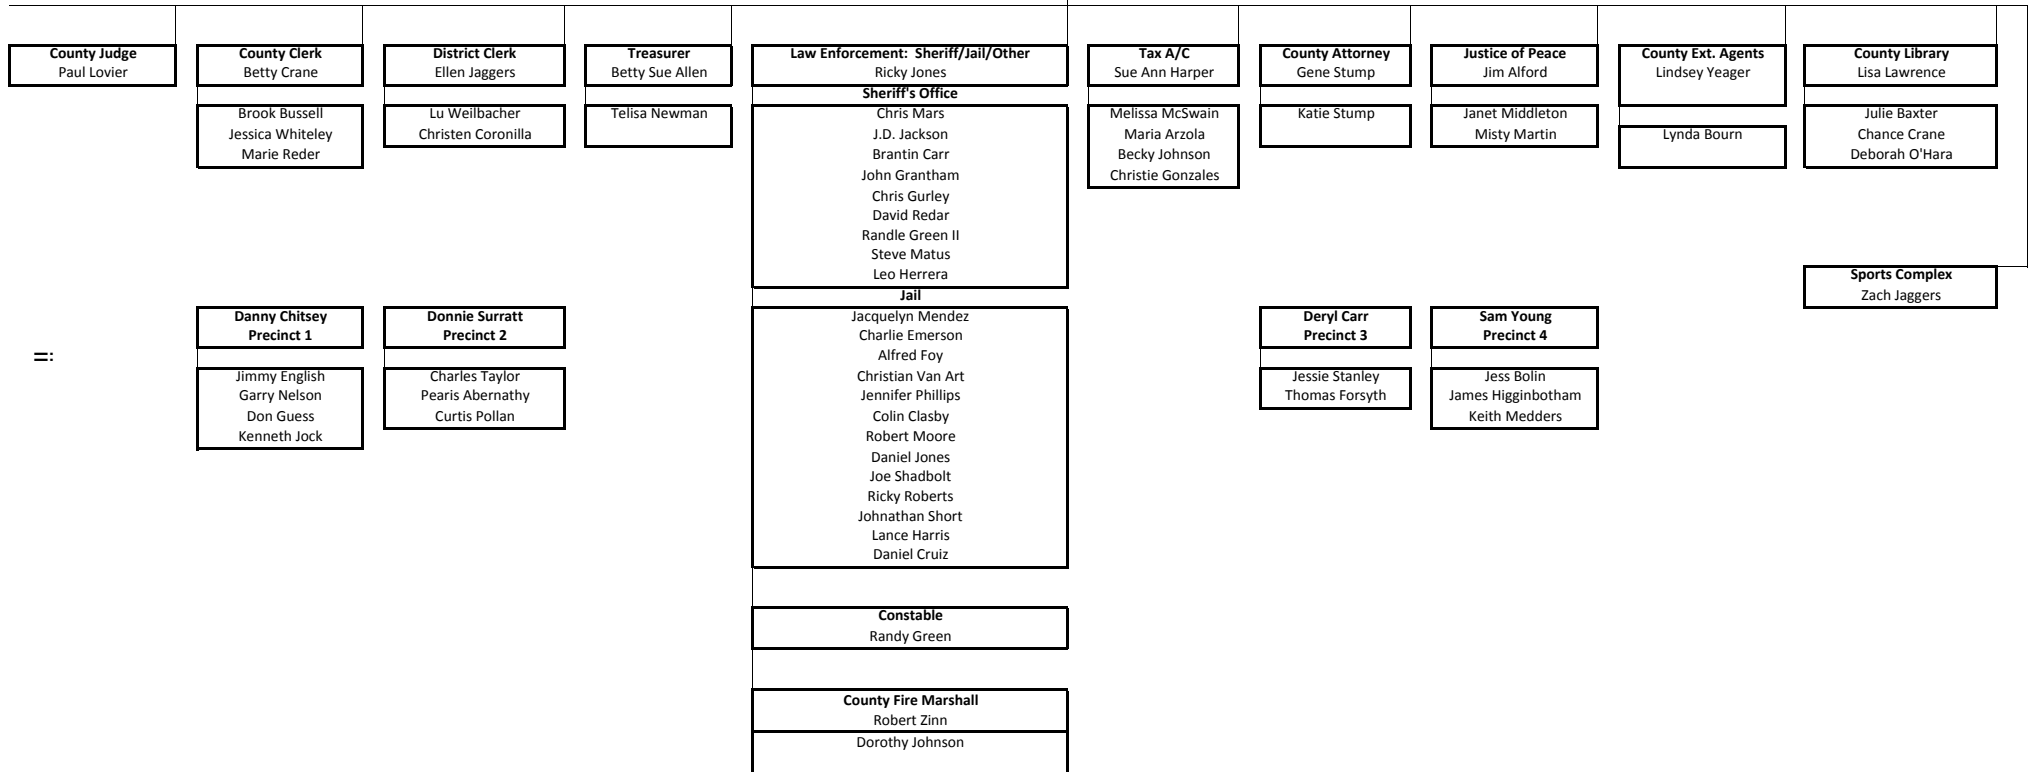 County Judge
Paul Lovier
County Clerk
Betty Crane
Brook Bussell
Jessica Whiteley
Marie Reder
District Clerk
Ellen Jaggers
Lu Weilbacher
Christen Coronilla
Treasurer
Betty Sue Allen
Telisa Newman
Law Enforcement: Sheriff/Jail/Other
Ricky Jones
Sheriff's Office
Chris Mars
J.D. Jackson
Brantin Carr
John Grantham
Chris Gurley
David Redar
Randle Green II
Steve Matus
Leo Herrera
Jail
Jacquelyn Mendez
Charlie Emerson
Alfred Foy
Christian Van Art
Jennifer Phillips
Colin Clasby
Robert Moore
Daniel Jones
Joe Shadbolt
Ricky Roberts
Johnathan Short
Lance Harris
Daniel Cruiz
Constable
Randy Green
County Fire Marshall
Robert Zinn
Dorothy Johnson
Tax A/C
Sue Ann Harper
Melissa McSwain
Maria Arzola
Becky Johnson
Christie Gonzales
County Attorney
Gene Stump
Katie Stump
Justice of Peace
Jim Alford
Janet Middleton
Misty Martin
County Ext. Agents
Lindsey Yeager
Lynda Bourn
County Library
Lisa Lawrence
Julie Baxter
Chance Crane
Deborah O'Hara
Sports Complex
Zach Jaggers
=:
Danny Chitsey
Precinct 1
Jimmy English
Garry Nelson
Don Guess
Kenneth Jock
Donnie Surratt
Precinct 2
Charles Taylor
Pearis Abernathy
Curtis Pollan
Deryl Carr
Precinct 3
Jessie Stanley
Thomas Forsyth
Sam Young
Precinct 4
Jess Bolin
James Higginbotham
Keith Medders